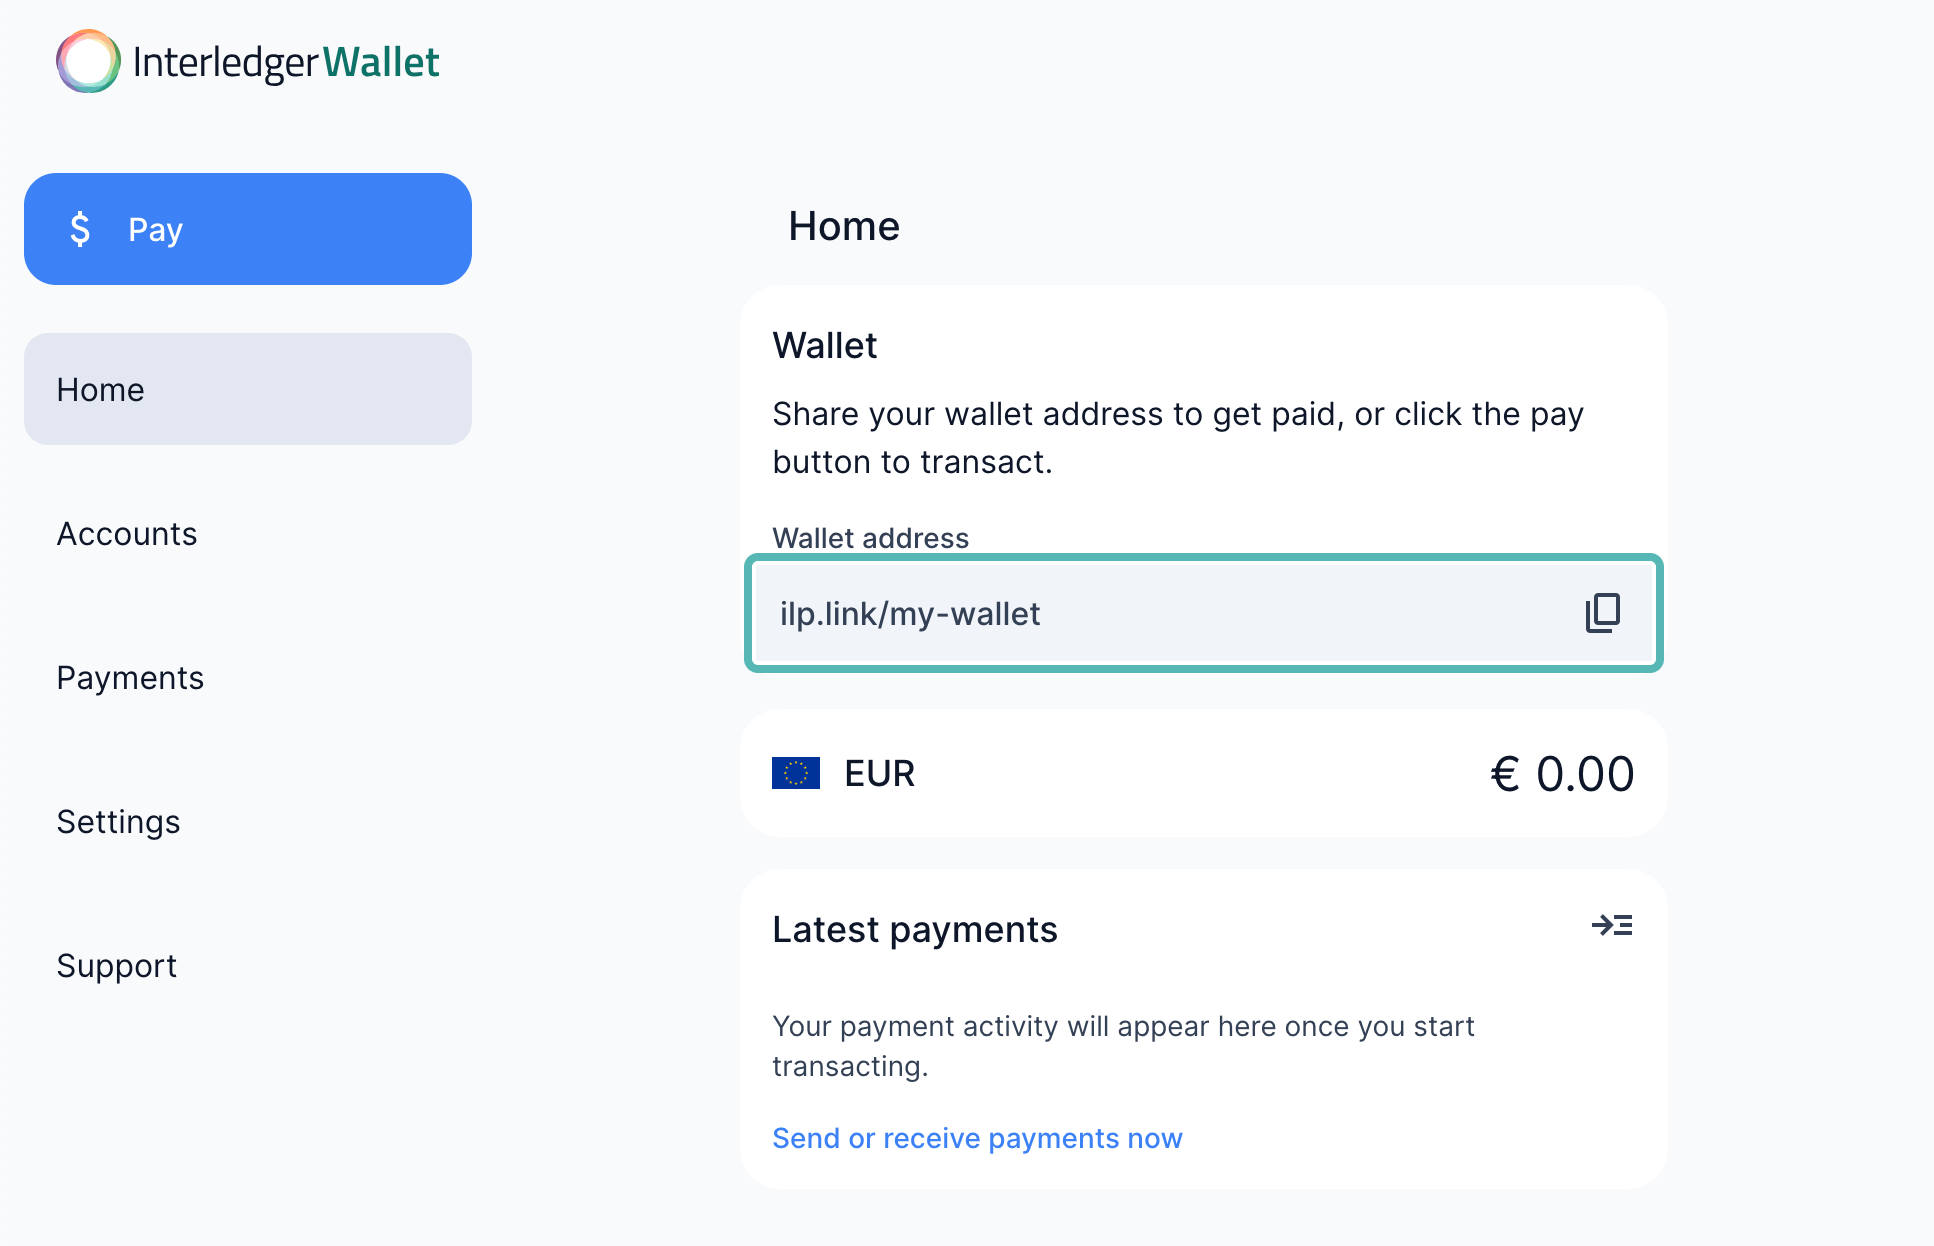 InterledgerWallet
$ Pay
Home
Accounts
Payments
Settings
Support
Home
Wallet
Share your wallet address to get paid, or click the pay
button to transact.
Wallet address
ilp.link/my-wallet
EUR
€ 0.00
Latest payments
Your payment activity will appear here once you start
transacting.
Send or receive payments now